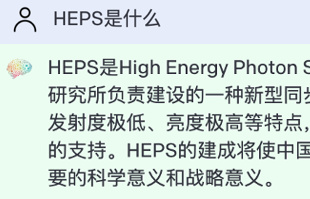 HEPS是什么
HEPS是High Energy Photon S
研究所负责建设的一种新型同步
发射度极低、亮度极高等特点，
的支持。HEPS的建成将使中国
要的科学意义和战略意义。